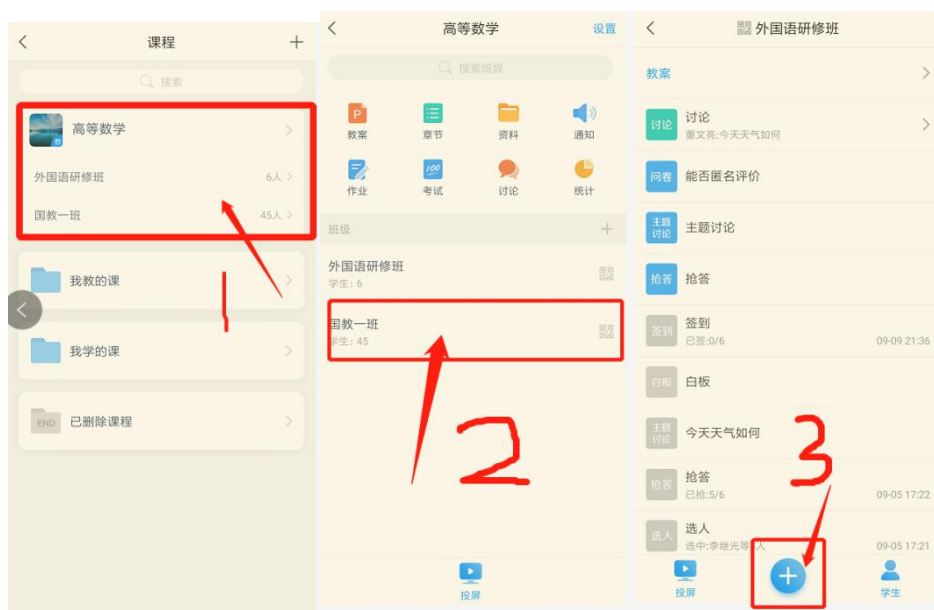 课程
+
搜索
高等数学
外国语研修班
6人
国教一班
45人
我教的课
我学的课
END
已删除课程
1
高等数学
设置
搜索班级
P
教案
章节
资料
通知
作业
100
考试
讨论
统计
班级
+
外国语研修班
学生: 6
国教一班
学生: 45
2
投屏
外国语研修班
教案
讨论
讨论
董文亮:今天天气如何
问卷
能否匿名评价
主题
讨论
主题讨论
抢答
抢答
签到
签到
已签:0/6
09-09 21:36
白板
白板
主题
讨论
今天天气如何
抢答
抢答
已抢:5/6
09-05 17:22
选人
选人
选中:李继光等
人
09-05 17:21
3
投屏
+
学生